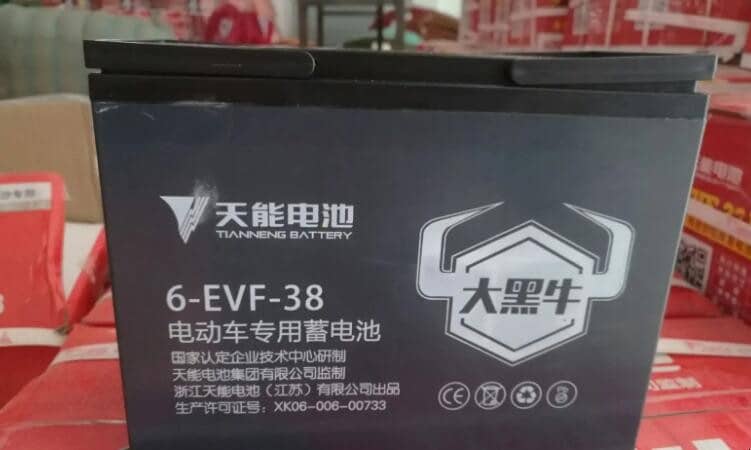 天能电池
TIANNENG BATTERY
大黑牛
6-EVF-38
电动车专用蓄电池
国家认定企业技术中心研制
天能电池集团有限公司监制
浙江天能电池（江苏）有限公司出品
生产许可证号：XK06-006-00733